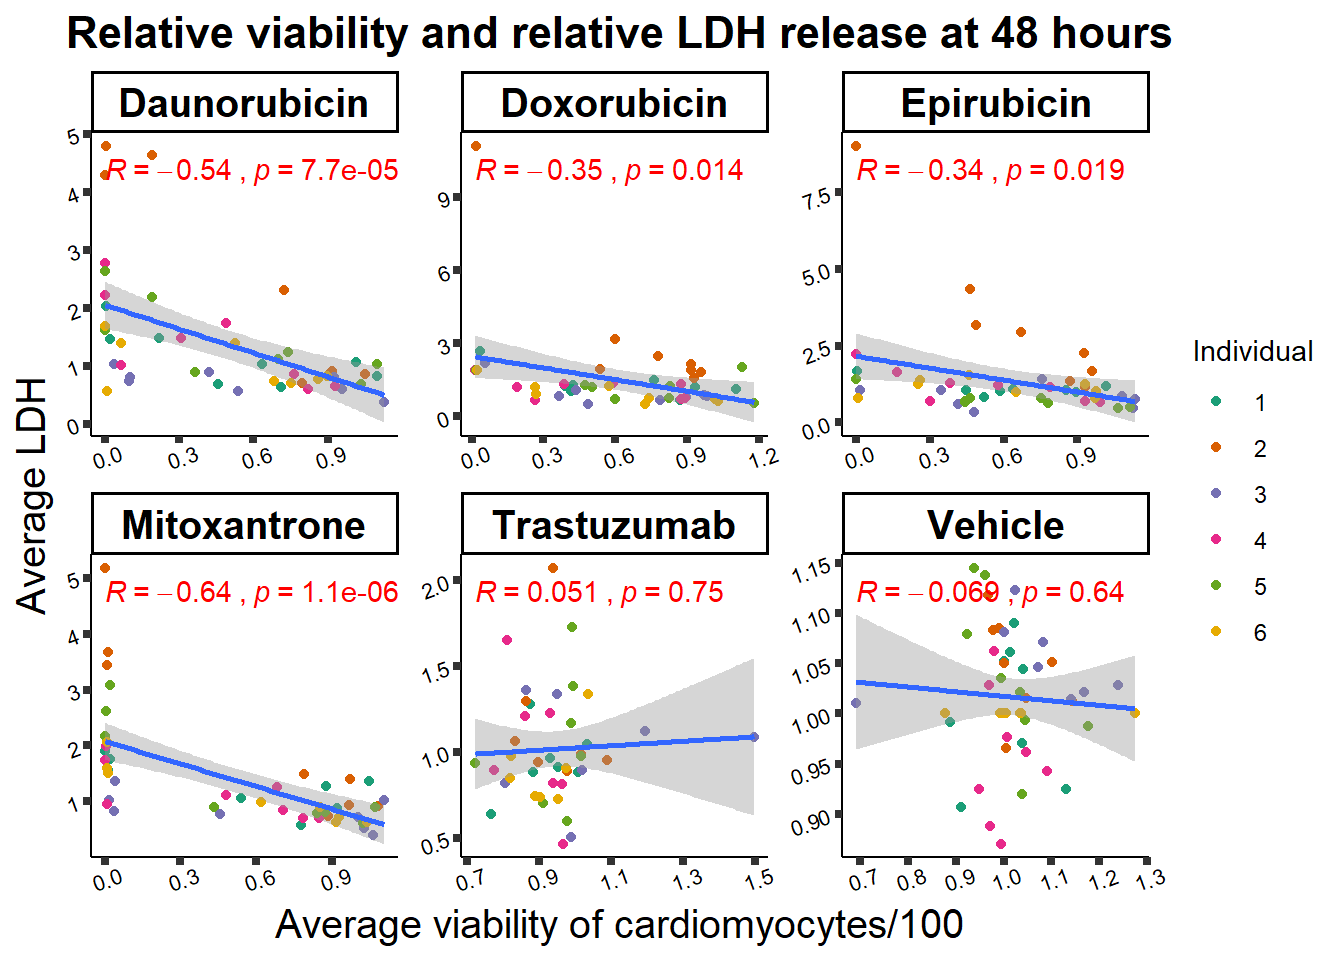 Relative viability and relative LDH release at 48 hours
Daunorubicin
Doxorubicin
Epirubicin
R = −0.54 , p = 7.7e-05
R = −0.35 , p = 0.014
R = −0.34 , p = 0.019
5
4
3
2
1
0
9
6
3
0
7.5
5.0
2.5
0.0
0.0 0.3 0.6 0.9
0.0 0.3 0.6 0.9 1.2
0.0 0.3 0.6 0.9
Mitoxantrone
Trastuzumab
Vehicle
R = −0.64 , p = 1.1e-06
R = 0.051 , p = 0.75
R = −0.069 , p = 0.64
5
4
3
2
1
2.0
1.5
1.0
0.5
1.15
1.10
1.05
1.00
0.95
0.90
0.0 0.3 0.6 0.9
0.7 0.9 1.1 1.3 1.5
0.7 0.8 0.9 1.0 1.1 1.2 1.3
Average LDH
Average viability of cardiomyocytes/100
Individual
1
2
3
4
5
6